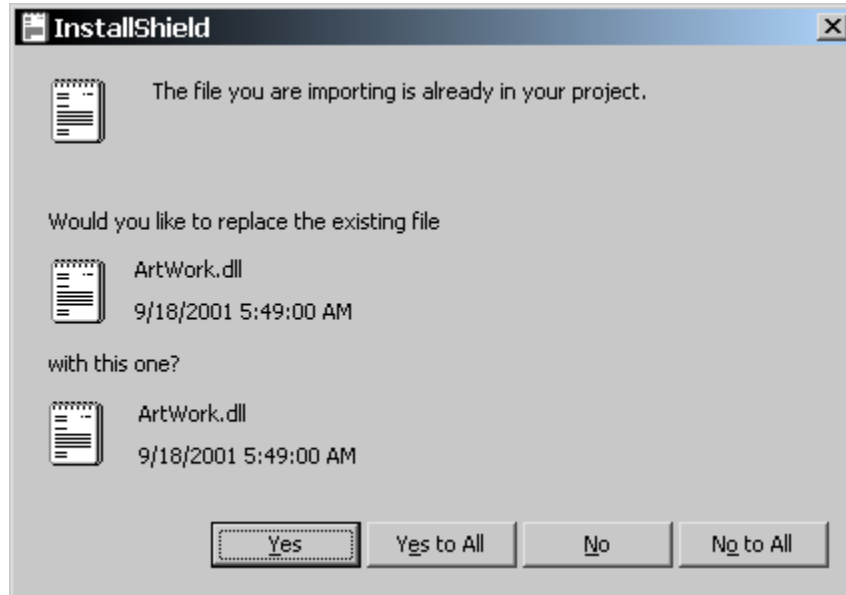 InstallShield
The file you are importing is already in your project.
Would you like to replace the existing file
ArtWork.dll
9/18/2001 5:49:00 AM
with this one?
ArtWork.dll
9/18/2001 5:49:00 AM
Yes
Yes to All
No
No to All